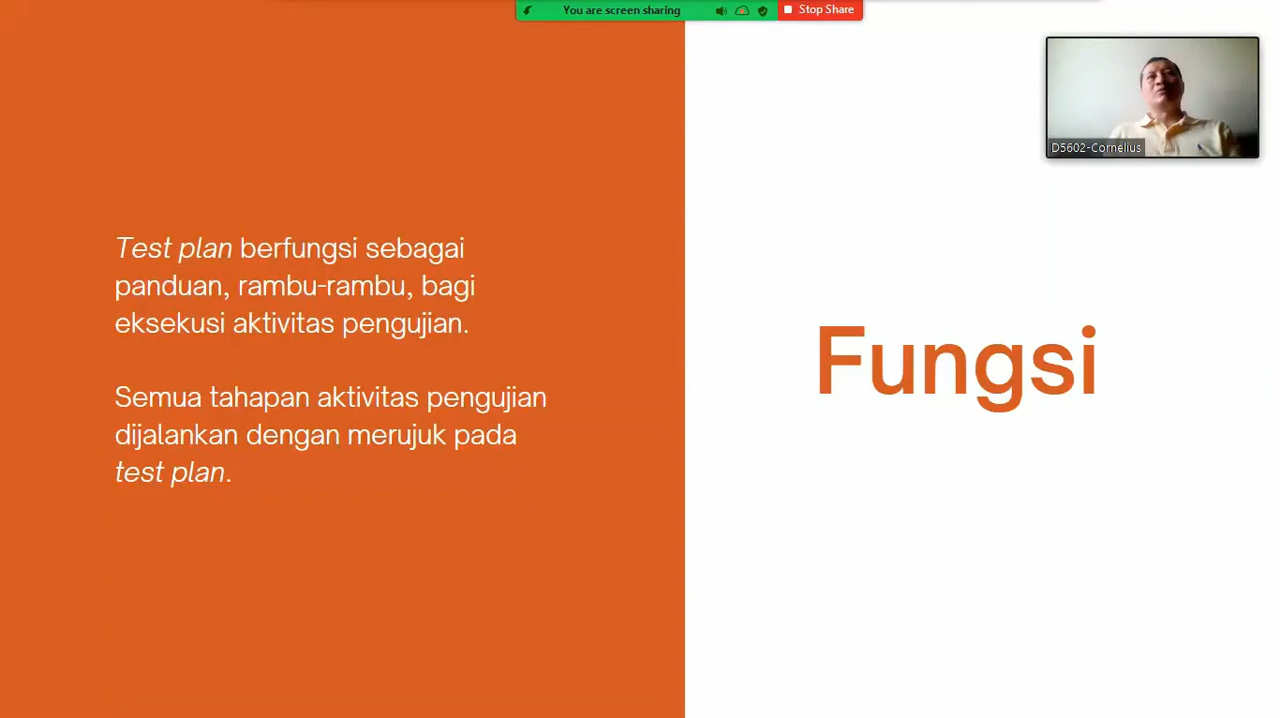 You are screen sharing
Stop Share
D5602-Cornelius
Test plan berfungsi sebagai
panduan, rambu-rambu, bagi
eksekusi aktivitas pengujian.
Semua tahapan aktivitas pengujian
dijalankan dengan merujuk pada
test plan.
Fungsi